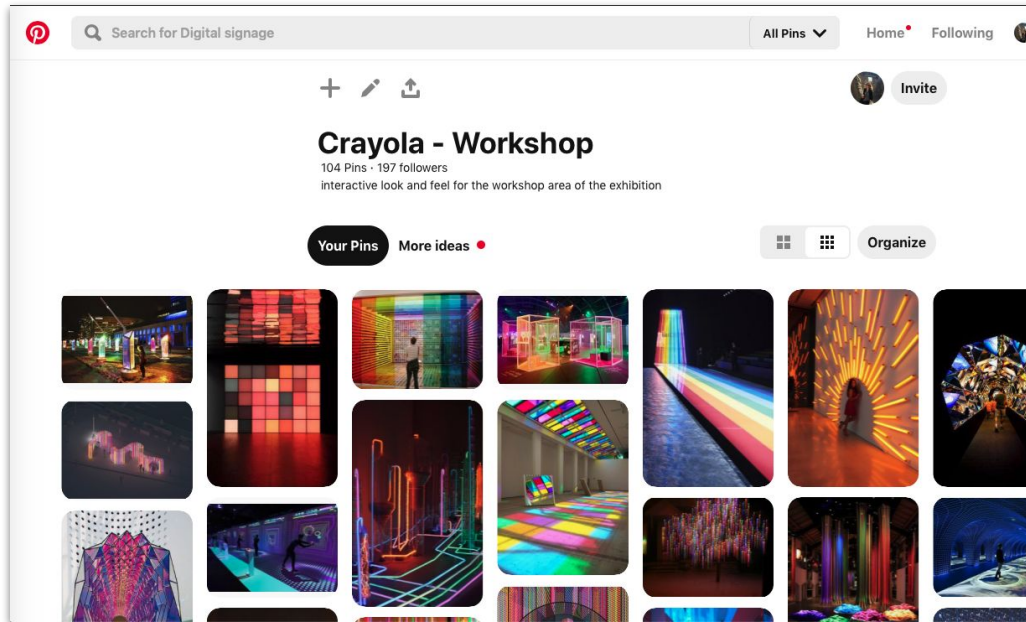 Search for Digital signage
All Pins
Home
Following
Invite
Crayola - Workshop
104 Pins · 197 followers
interactive look and feel for the workshop area of the exhibition
Your Pins
More ideas
Organize